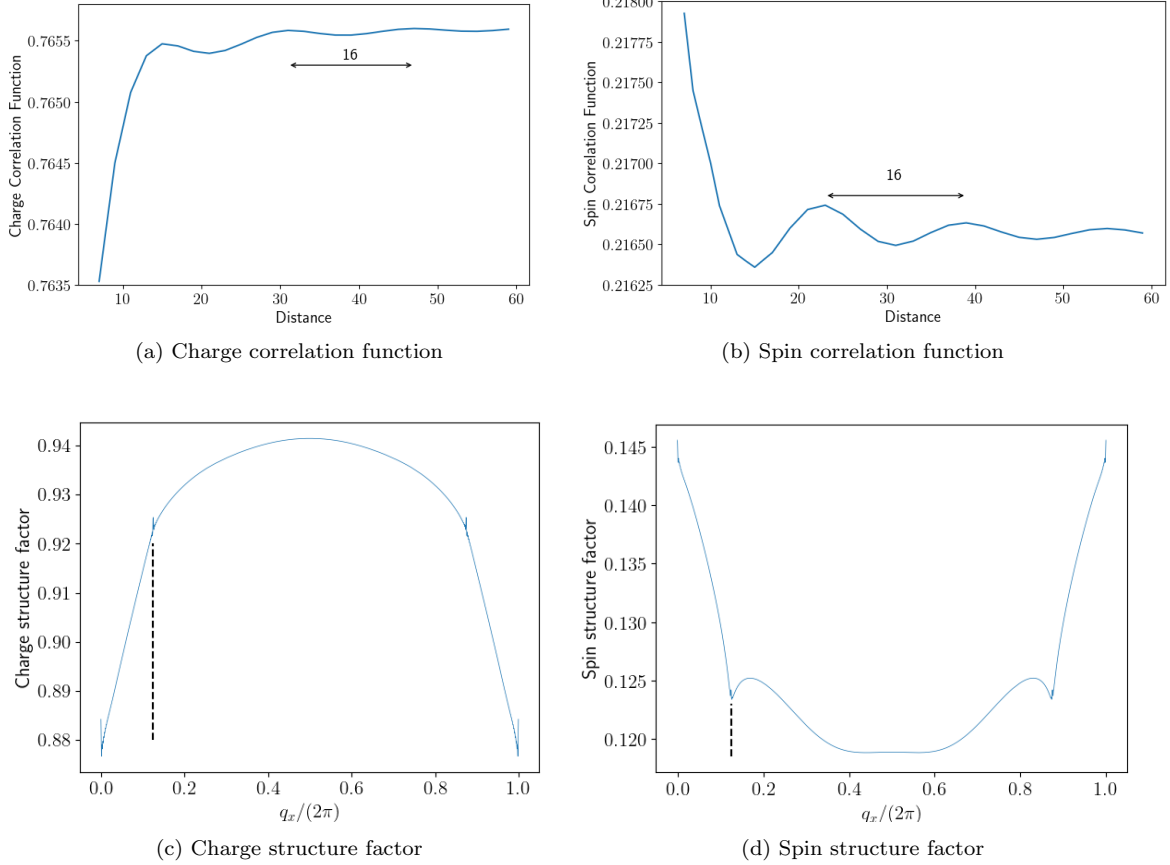 0.7655
0.7650
0.7645
0.7640
0.7635
Charge Correlation Function
16
10 20 30 40 50 60
Distance
(a) Charge correlation function
0.21800
0.21775
0.21750
0.21725
0.21700
0.21675
0.21650
0.21625
Spin Correlation Function
16
10 20 30 40 50 60
Distance
(b) Spin correlation function
0.94
0.93
0.92
0.91
0.90
0.89
0.88
Charge structure factor
0.0 0.2 0.4 0.6 0.8 1.0
q_x/(2π)
(c) Charge structure factor
0.145
0.140
0.135
0.130
0.125
0.120
Spin structure factor
0.0 0.2 0.4 0.6 0.8 1.0
q_x/(2π)
(d) Spin structure factor